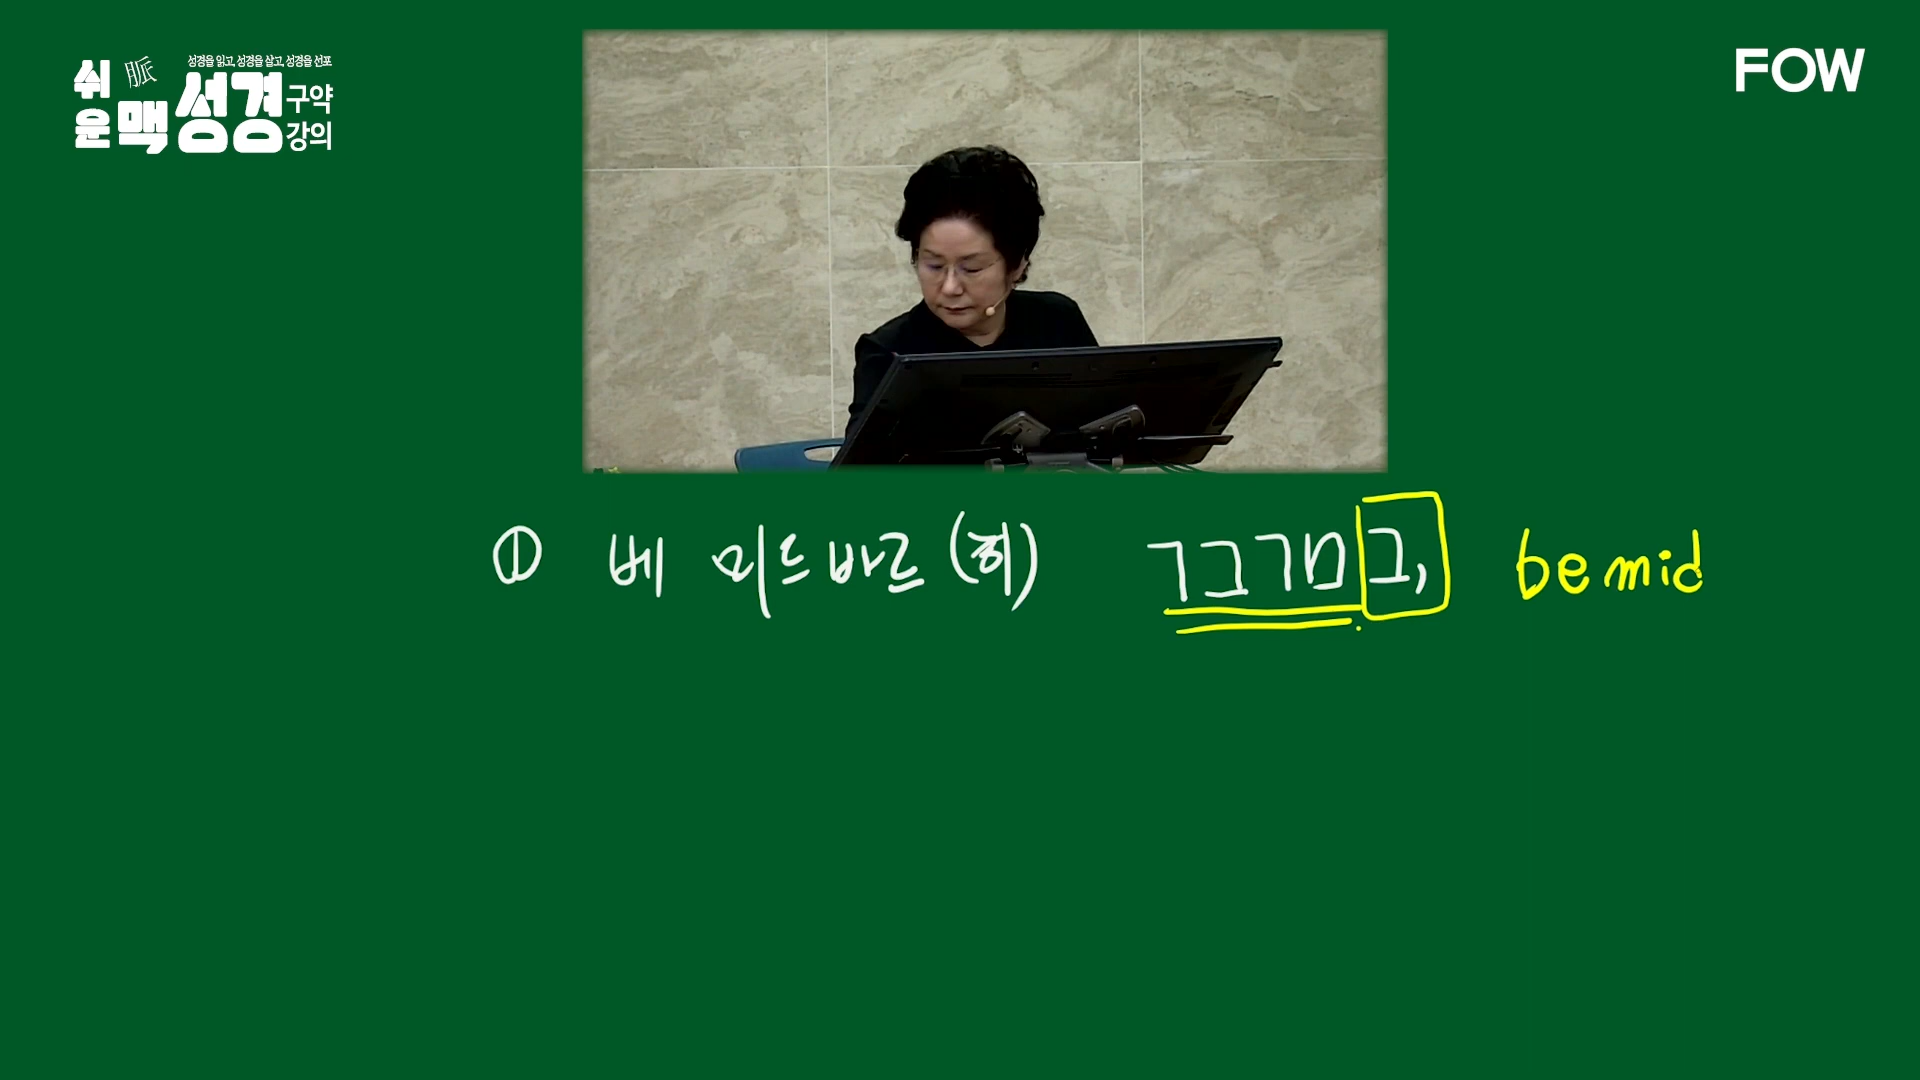 성경을 읽고, 성경을 살고, 성경을 선포
쉬운 脈 맥 성경 구약 강의
FOW
① 베 미드바르 (히) במדבר, bemid